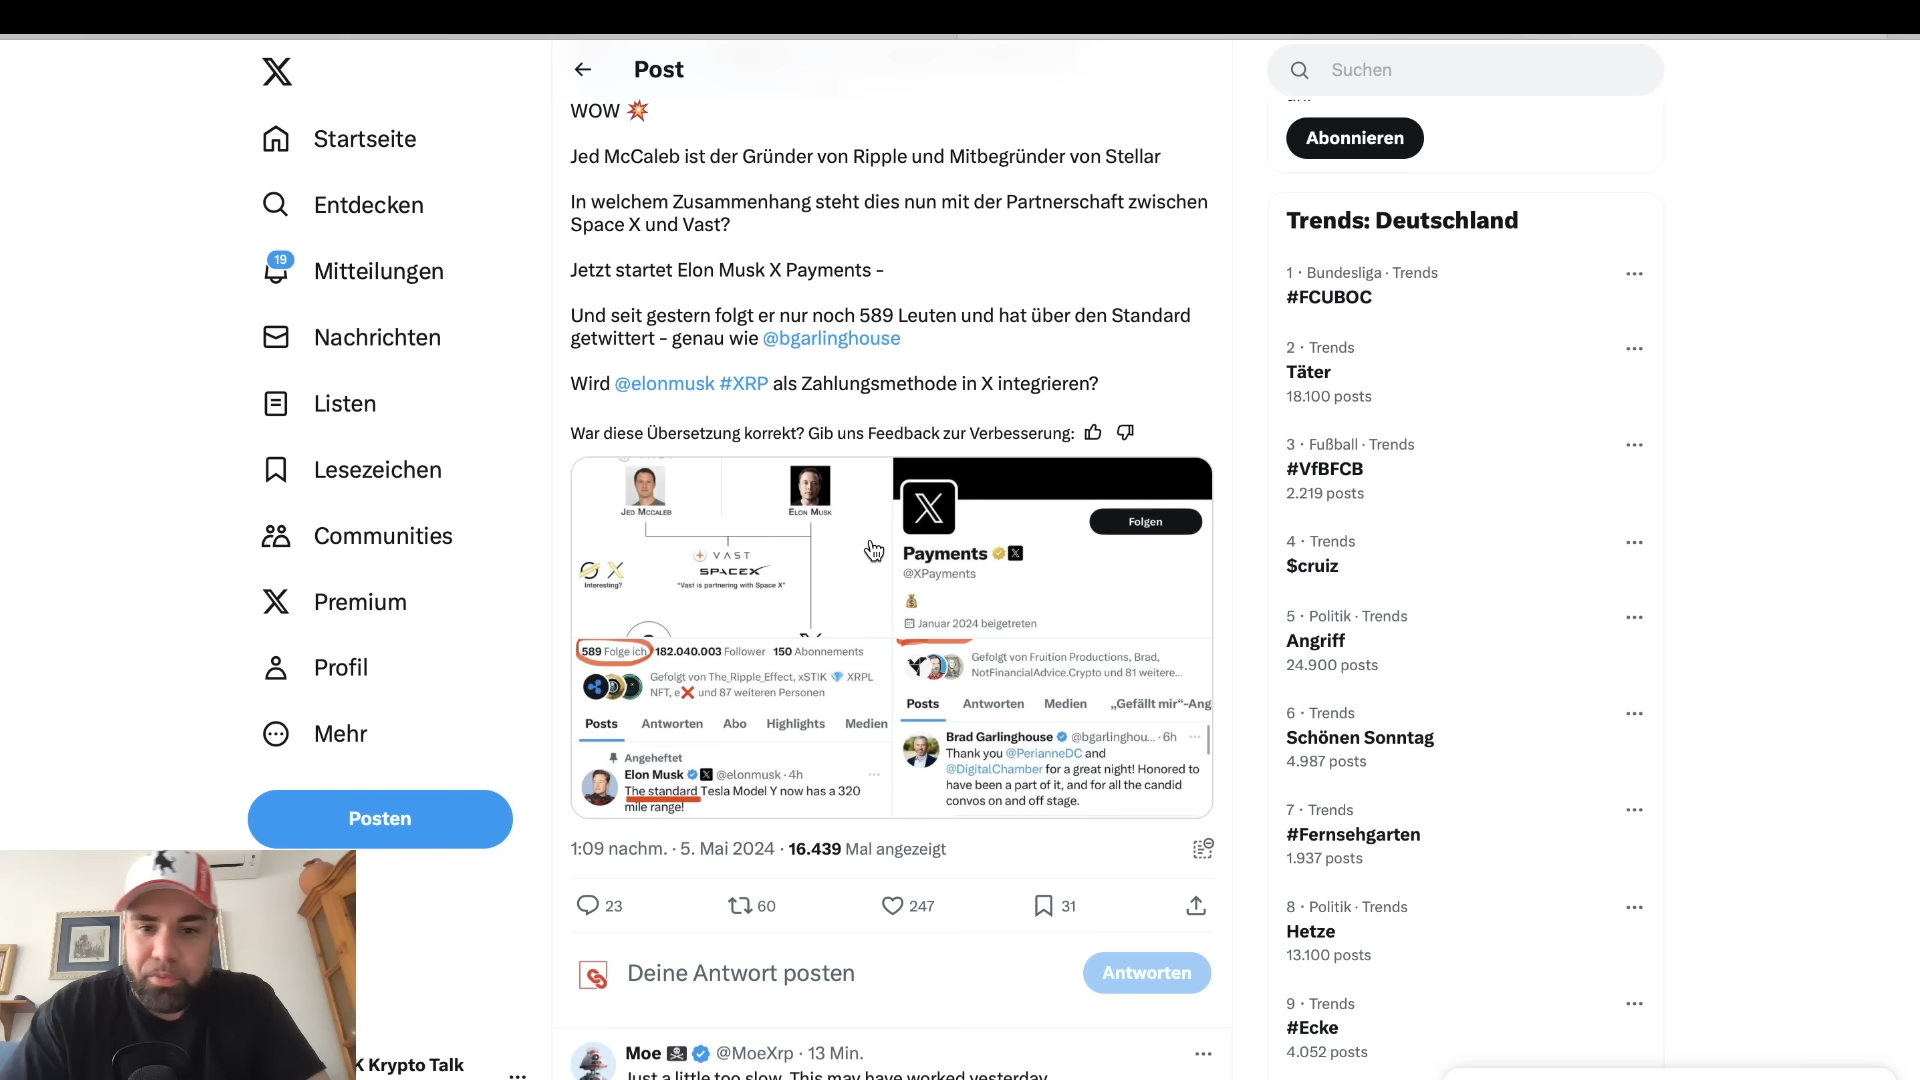 Startseite
Entdecken
19
Mitteilungen
Nachrichten
Listen
Lesezeichen
Communities
Premium
Profil
Mehr
Posten
K Krypto Talk
Post
WOW 💥
Jed McCaleb ist der Gründer von Ripple und Mitbegründer von Stellar
In welchem Zusammenhang steht dies nun mit der Partnerschaft zwischen
Space X und Vast?
Jetzt startet Elon Musk X Payments -
Und seit gestern folgt er nur noch 589 Leuten und hat über den Standard
getwittert - genau wie @bgarlinghouse
Wird @elonmusk #XRP als Zahlungsmethode in X integrieren?
War diese Übersetzung korrekt? Gib uns Feedback zur Verbesserung:
JED MCCALEB
ELON MUSK
VAST
SPACEX
"Vast is partnering with Space X"
Interesting?
Folgen
Payments
@XPayments
💰
Januar 2024 beigetreten
589 Folge ich 182.040.003 Follower 150 Abonnements
Gefolgt von The_Ripple_Effect, xSTIK 💎 XRPL
NFT, e❌ und 87 weiteren Personen
Posts Antworten Abo Highlights Medien
Angeheftet
Elon Musk @elonmusk · 4h
The standard Tesla Model Y now has a 320
mile range!
Gefolgt von Fruition Productions, Brad,
NotFinancialAdvice.Crypto und 81 weitere...
Posts Antworten Medien „Gefällt mir“-Ang
Brad Garlinghouse @bgarlinghou... · 6h
Thank you @PerianneDC and
@DigitalChamber for a great night! Honored to
have been a part of it, and for all the candid
convos on and off stage.
1:09 nachm. · 5. Mai 2024 · 16.439 Mal angezeigt
23 60 247 31
Deine Antwort posten
Antworten
Moe @MoeXrp · 13 Min.
Just a little too slow. This may have worked yesterday
Suchen
Abonnieren
Trends: Deutschland
1 · Bundesliga · Trends
#FCUBOC
2 · Trends
Täter
18.100 posts
3 · Fußball · Trends
#VfBFCB
2.219 posts
4 · Trends
$cruiz
5 · Politik · Trends
Angriff
24.900 posts
6 · Trends
Schönen Sonntag
4.987 posts
7 · Trends
#Fernsehgarten
1.937 posts
8 · Politik · Trends
Hetze
13.100 posts
9 · Trends
#Ecke
4.052 posts